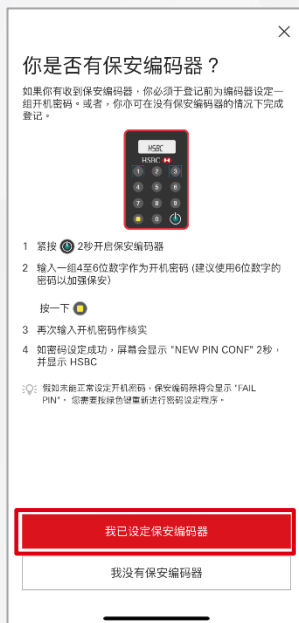 你是否有保安编码器？
如果你有收到保安编码器，你必须于登记前为编码器设定一
组开机密码。或者，你亦可在没有保安编码器的情况下完成
登记。
HSBC
HSBC
1 2 3
4 5 6
7 8 9
0
1 紧按 2秒开启保安编码器
2 输入一组4至6位数字作为开机密码 (建议使用6位数字的
密码以加强保安)
按一下
3 再次输入开机密码作核实
4 如密码设定成功，屏幕会显示 "NEW PIN CONF" 2秒，
并显示 HSBC
假如未能正常设定开机密码，保安编码器将会显示 "FAIL
PIN"， 您需要按绿色键重新进行密码设定程序。
我已设定保安编码器
我没有保安编码器